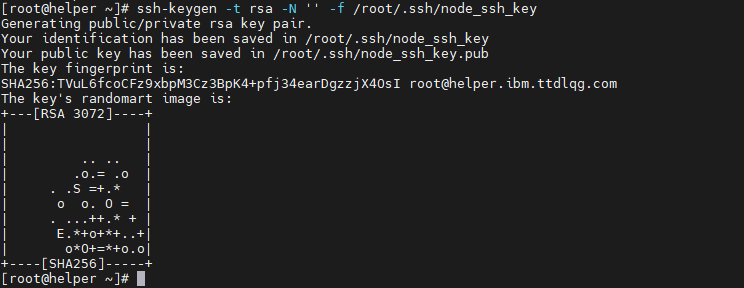 [root@helper ~]# ssh-keygen -t rsa -N '' -f /root/.ssh/node_ssh_key
Generating public/private rsa key pair.
Your identification has been saved in /root/.ssh/node_ssh_key
Your public key has been saved in /root/.ssh/node_ssh_key.pub
The key fingerprint is:
SHA256:TVuL6fcoCFz9xbpM3Cz3BpK4+pfj34earDgzzjX4OsI root@helper.ibm.ttdlqg.com
The key's randomart image is:
+---[RSA 3072]----+
|                 |
|                 |
|         .. ..   |
|        .o.= .o  |
|     . .S =+.*   |
|      o  o. O =  |
|     . ...++.* + |
|      E.*+o+*+..+|
|       o*O+=*+o.o|
+----[SHA256]-----+
[root@helper ~]#